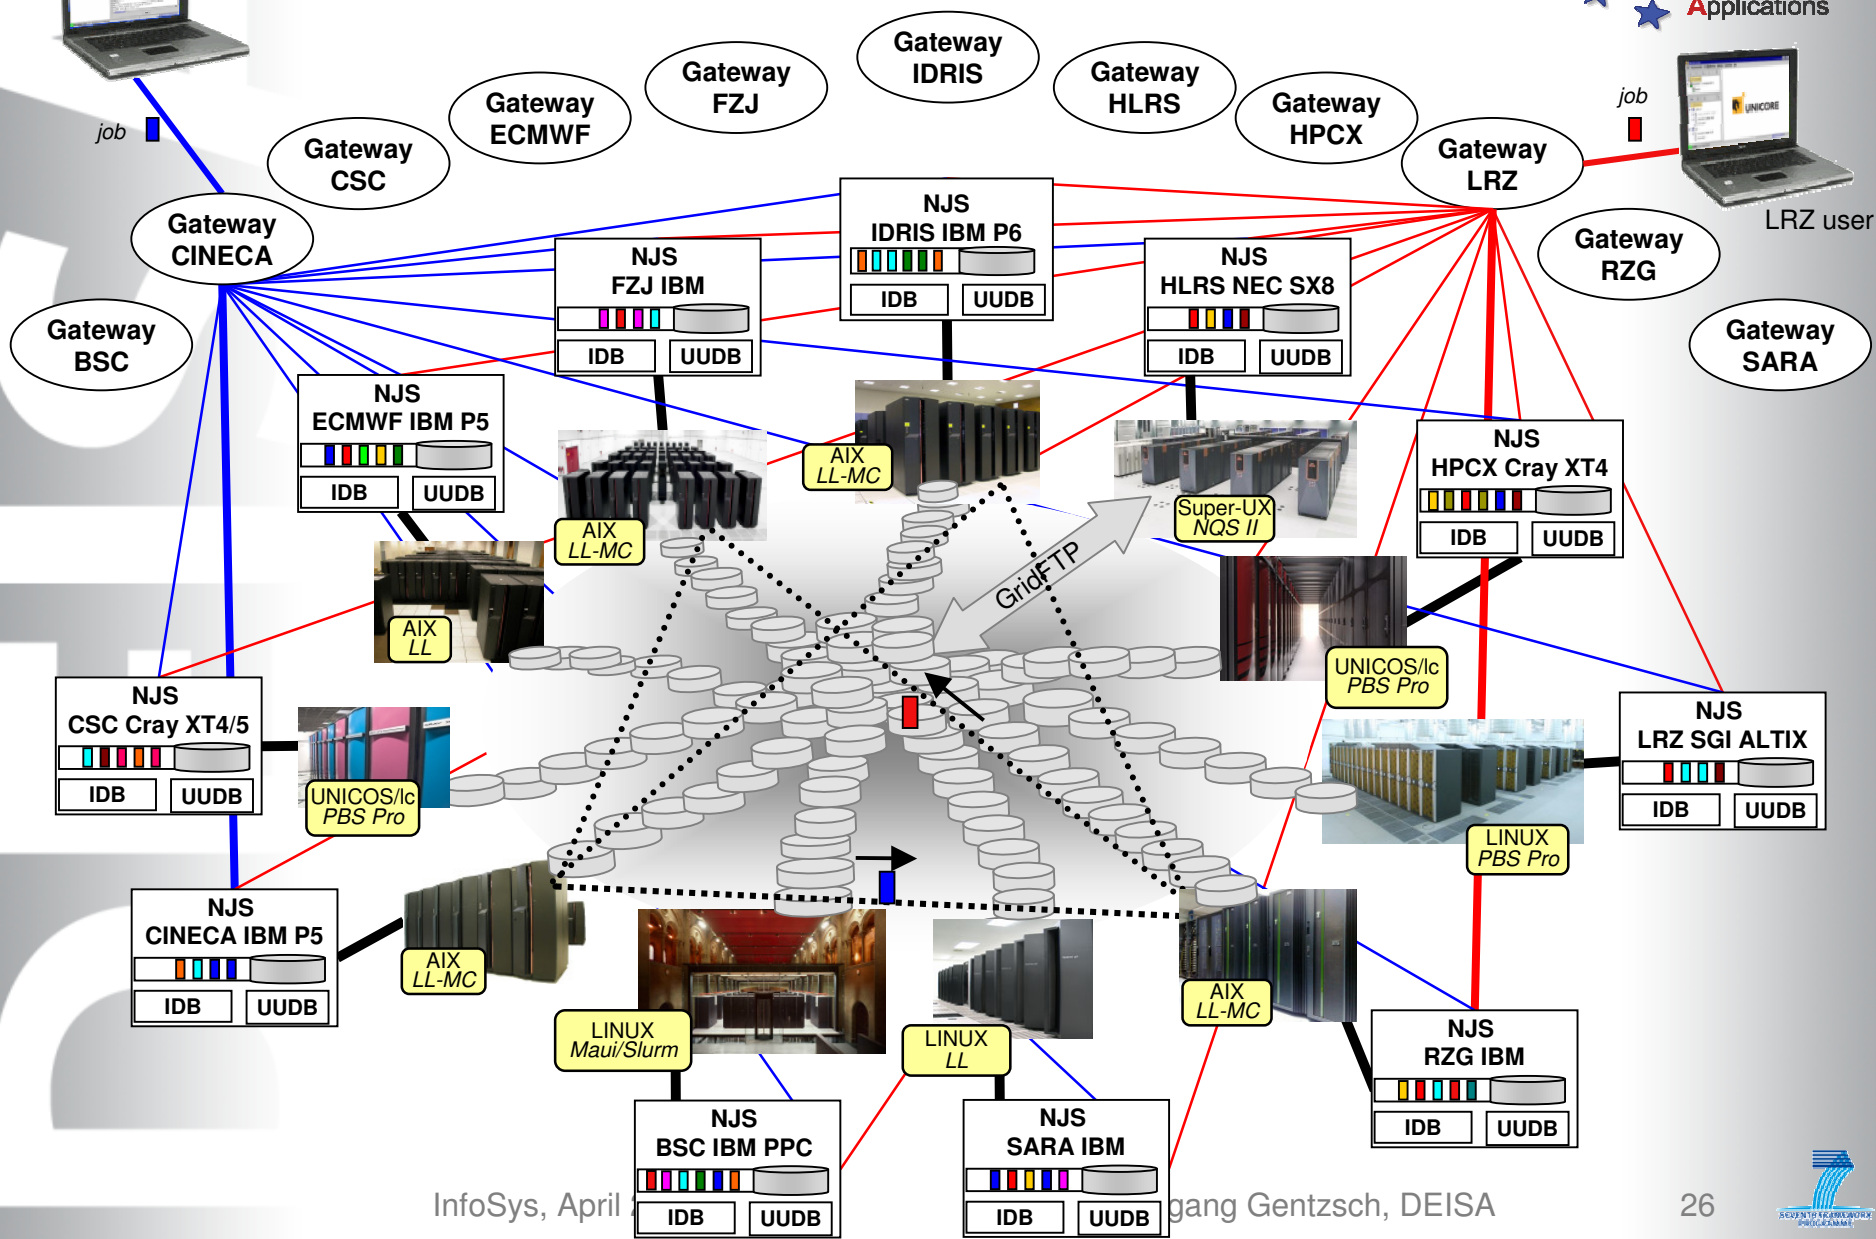 Applications
Gateway
IDRIS
Gateway
FZJ
Gateway
HLRS
Gateway
ECMWF
Gateway
HPCX
job
UNICORE
job
Gateway
CSC
Gateway
LRZ
LRZ user
Gateway
CINECA
Gateway
RZG
Gateway
BSC
Gateway
SARA
NJS
IDRIS IBM P6
IDB
UUDB
NJS
FZJ IBM
IDB
UUDB
NJS
HLRS NEC SX8
IDB
UUDB
NJS
ECMWF IBM P5
IDB
UUDB
NJS
HPCX Cray XT4
IDB
UUDB
AIX
LL-MC
AIX
LL-MC
Super-UX
NQS II
GridFTP
AIX
LL
UNICOS/lc
PBS Pro
NJS
CSC Cray XT4/5
IDB
UUDB
UNICOS/lc
PBS Pro
NJS
LRZ SGI ALTIX
IDB
UUDB
LINUX
PBS Pro
NJS
CINECA IBM P5
IDB
UUDB
AIX
LL-MC
AIX
LL-MC
LINUX
Maui/Slurm
LINUX
LL
NJS
RZG IBM
IDB
UUDB
NJS
BSC IBM PPC
IDB
UUDB
NJS
SARA IBM
IDB
UUDB
InfoSys, April
gang Gentzsch, DEISA
26
SEVENTH FRAMEWORK
PROGRAMME